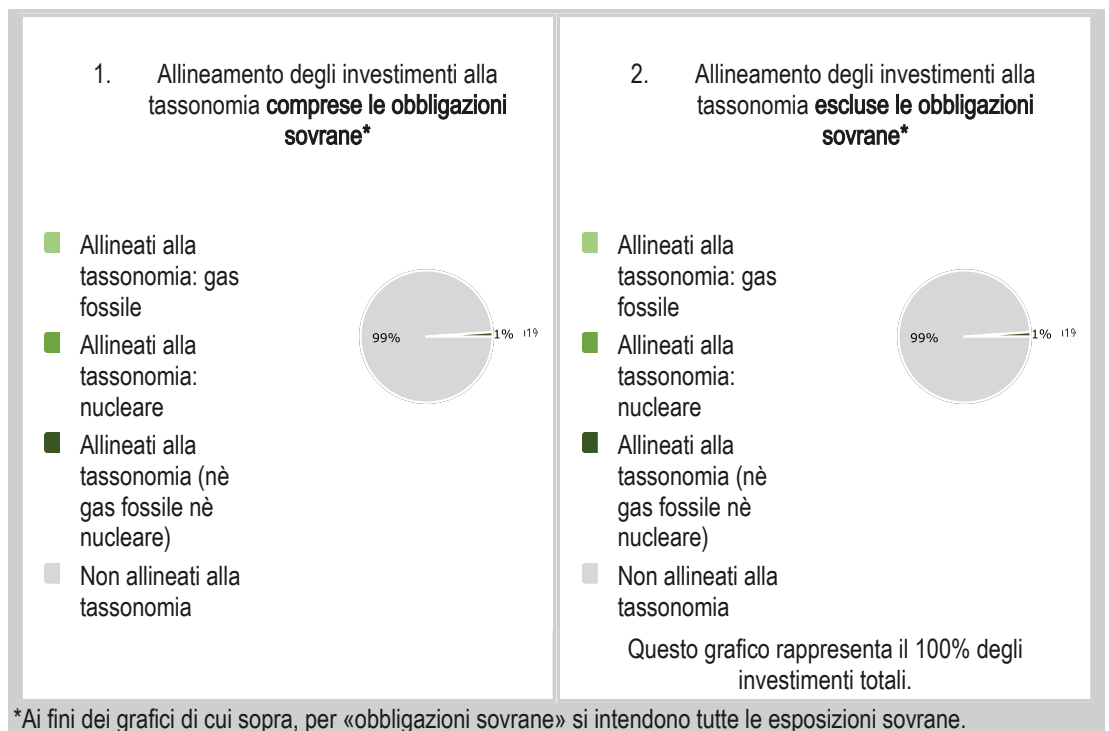 1. Allineamento degli investimenti alla
tassonomia comprese le obbligazioni
sovrane*
Allineati alla
tassonomia: gas
fossile
Allineati alla
tassonomia:
nucleare
Allineati alla
tassonomia (nè
gas fossile nè
nucleare)
Non allineati alla
tassonomia
99%
1%
2. Allineamento degli investimenti alla
tassonomia escluse le obbligazioni
sovrane*
Allineati alla
tassonomia: gas
fossile
Allineati alla
tassonomia:
nucleare
Allineati alla
tassonomia (nè
gas fossile nè
nucleare)
Non allineati alla
tassonomia
99%
1%
Questo grafico rappresenta il 100% degli
investimenti totali.
*Ai fini dei grafici di cui sopra, per «obbligazioni sovrane» si intendono tutte le esposizioni sovrane.